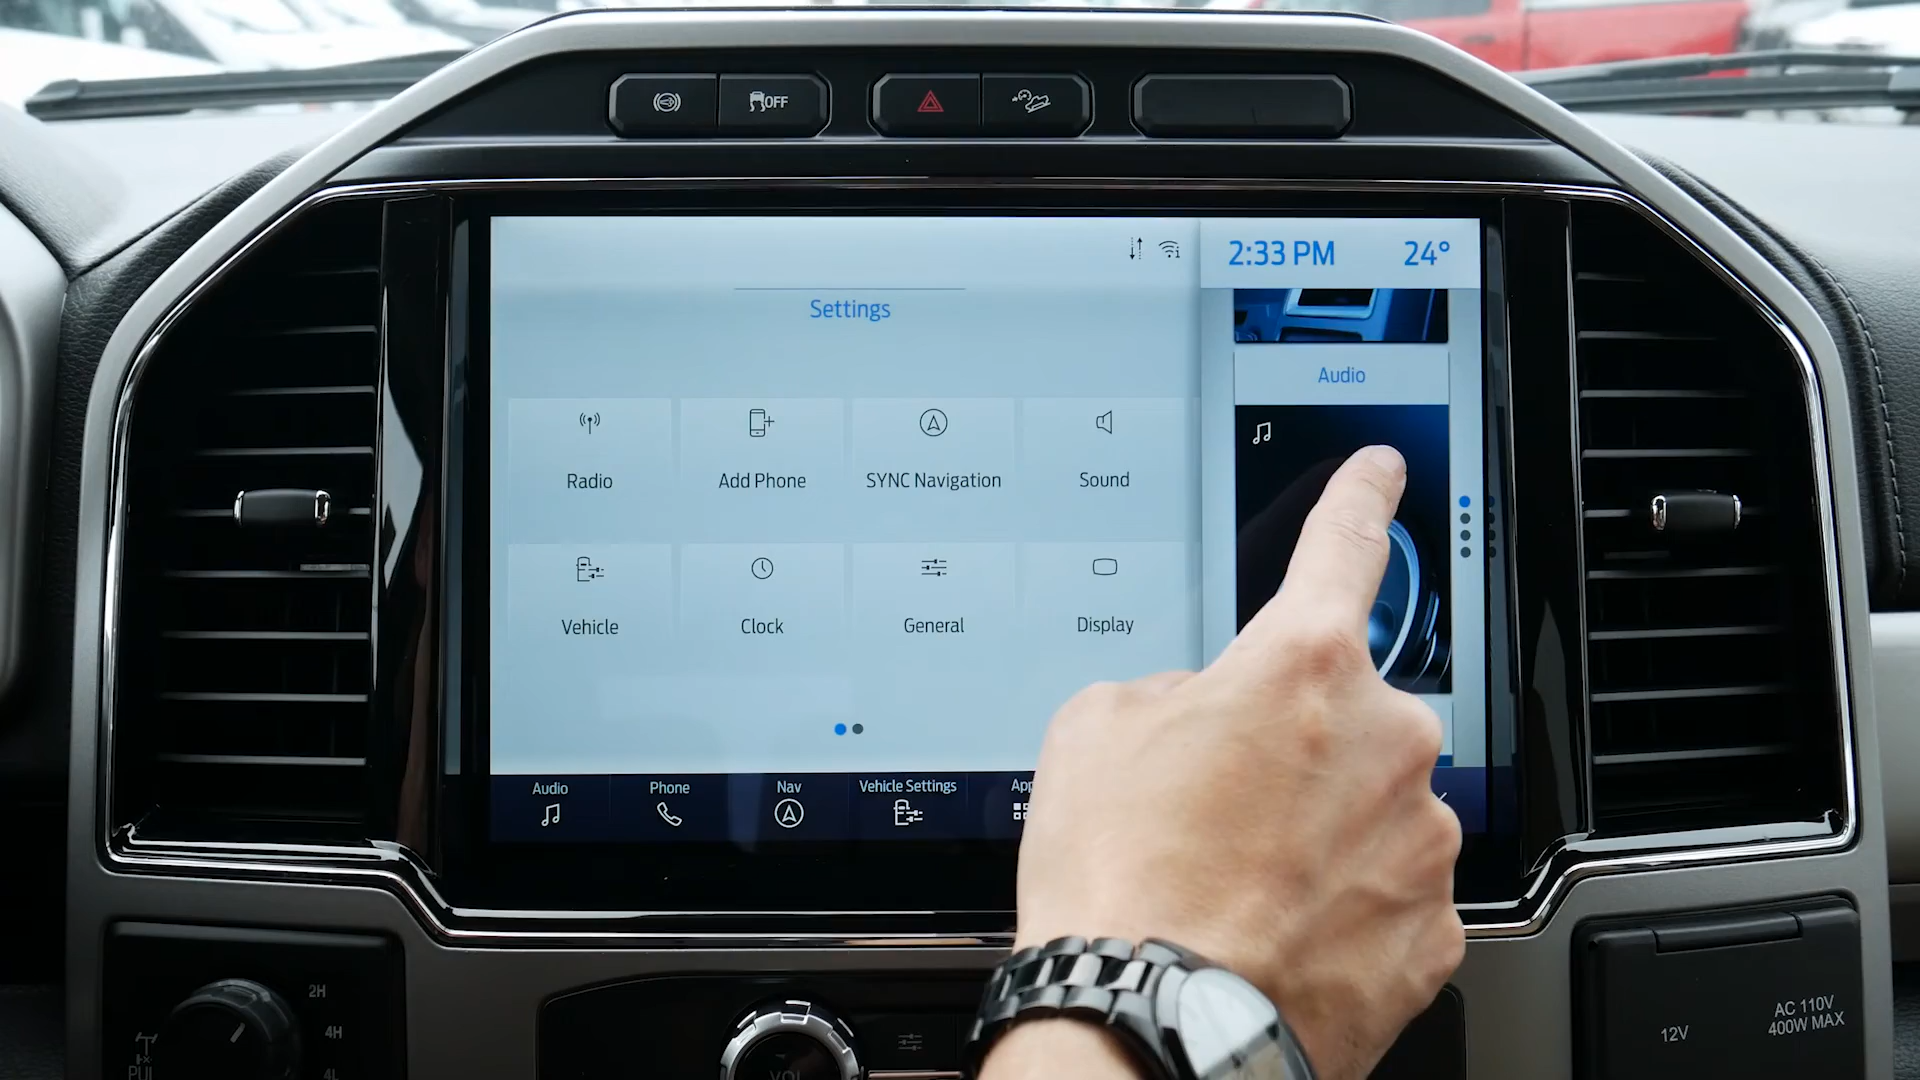 OFF
2:33 PM 24°
Settings
Audio
Radio
Add Phone
SYNC Navigation
Sound
Vehicle
Clock
General
Display
Audio
Phone
Nav
Vehicle Settings
App
2H
4H
4L
PUL
VOL
12V
AC 110V
400W MAX